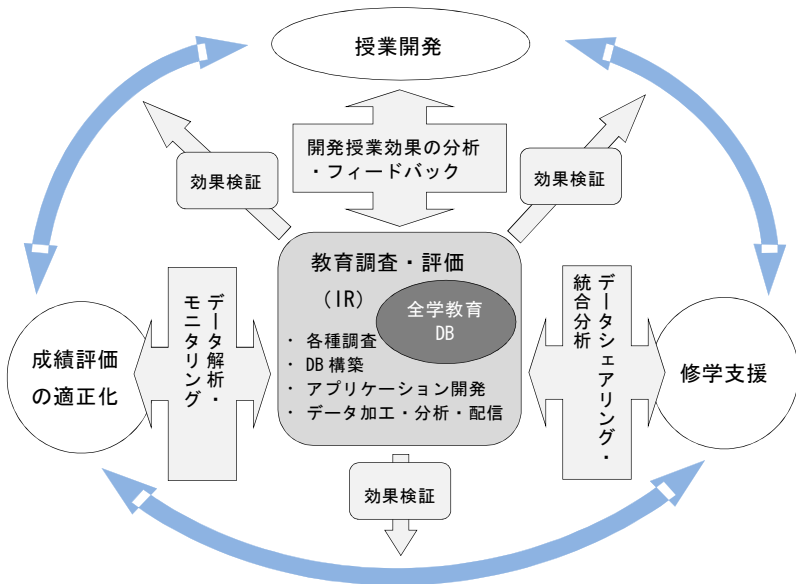 授業開発
開発授業効果の分析
・フィードバック
効果検証
効果検証
教育調査・評価
（IR）
全学教育
DB
・ 各種調査
・ DB 構築
・ アプリケーション開発
・ データ加工・分析・配信
データ解析・
モニタリング
データシェアリング・
統合分析
成績評価
の適正化
修学支援
効果検証